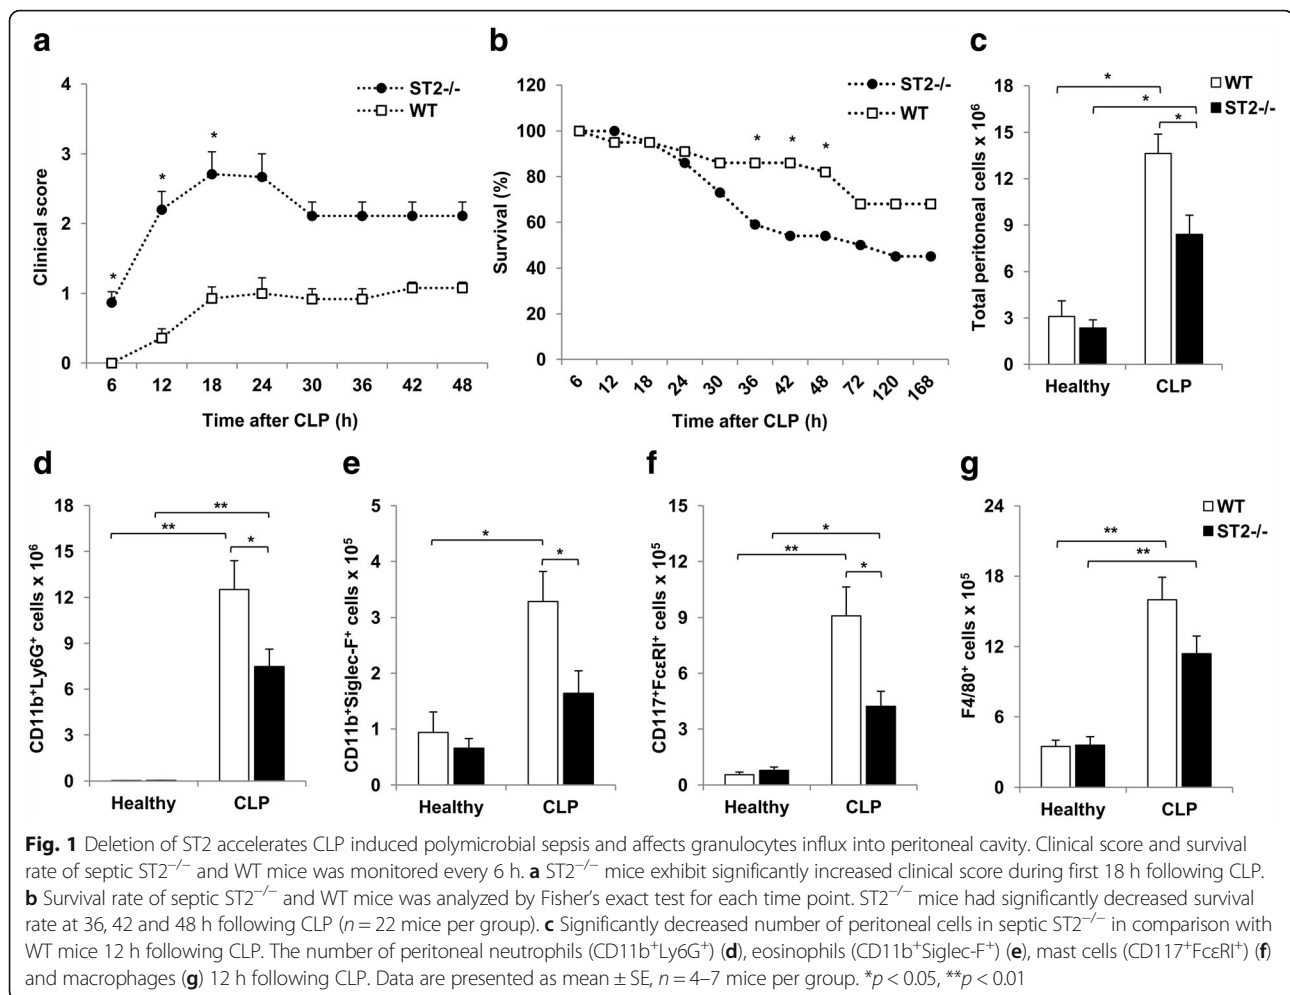 a
4
3
2
1
0
Clinical score
ST2-/-
WT
*
*
*
6 12 18 24 30 36 42 48
Time after CLP (h)
b
120
100
80
60
40
20
0
Survival (%)
ST2-/-
WT
* * *
6 12 18 24 30 36 42 48 72 120 168
Time after CLP (h)
c
18
15
12
9
6
3
0
Total peritoneal cells x 10⁶
WT
ST2-/-
*
*
*
Healthy CLP
d
18
15
12
9
6
3
0
CD11b⁺Ly6G⁺ cells x 10⁶
**
**
*
Healthy CLP
e
5
4
3
2
1
0
CD11b⁺Siglec-F⁺ cells x 10⁵
*
*
Healthy CLP
f
15
12
9
6
3
0
CD117⁺FcεRI⁺ cells x 10⁵
*
**
*
Healthy CLP
g
24
18
12
6
0
F4/80⁺ cells x 10⁵
WT
ST2-/-
**
**
Healthy CLP
Fig. 1 Deletion of ST2 accelerates CLP induced polymicrobial sepsis and affects granulocytes influx into peritoneal cavity. Clinical score and survival
rate of septic ST2⁻/⁻ and WT mice was monitored every 6 h. a ST2⁻/⁻ mice exhibit significantly increased clinical score during first 18 h following CLP.
b Survival rate of septic ST2⁻/⁻ and WT mice was analyzed by Fisher's exact test for each time point. ST2⁻/⁻ mice had significantly decreased survival
rate at 36, 42 and 48 h following CLP (n = 22 mice per group). c Significantly decreased number of peritoneal cells in septic ST2⁻/⁻ in comparison with
WT mice 12 h following CLP. The number of peritoneal neutrophils (CD11b⁺Ly6G⁺) (d), eosinophils (CD11b⁺Siglec-F⁺) (e), mast cells (CD117⁺FcεRI⁺) (f)
and macrophages (g) 12 h following CLP. Data are presented as mean ± SE, n = 4–7 mice per group. *p < 0.05, **p < 0.01